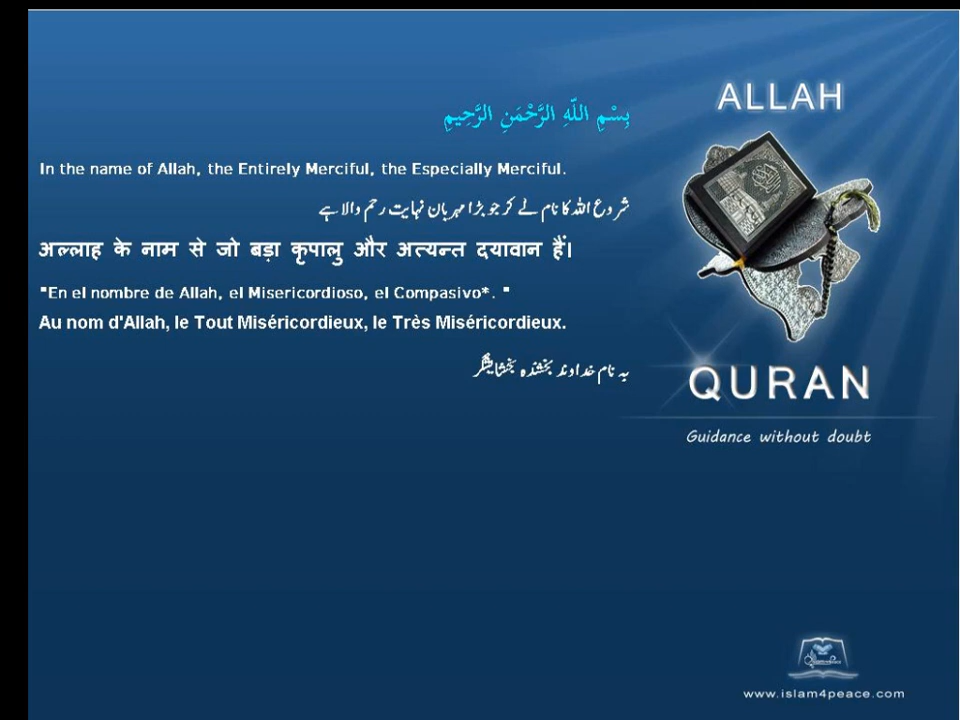 بِسْمِ اللّهِ الرَّحْمَنِ الرَّحِيمِ
In the name of Allah, the Entirely Merciful, the Especially Merciful.
شروع اللہ کا نام لے کر جو بڑا مہربان نہایت رحم والا ہے
अल्लाह के नाम से जो बड़ा कृपालु और अत्यन्त दयावान हैं।
"En el nombre de Allah, el Misericordioso, el Compasivo*. "
Au nom d'Allah, le Tout Miséricordieux, le Très Miséricordieux.
به نام خداوند بخشنده بخشایشگر
ALLAH
QURAN
Guidance without doubt
www.islam4peace.com